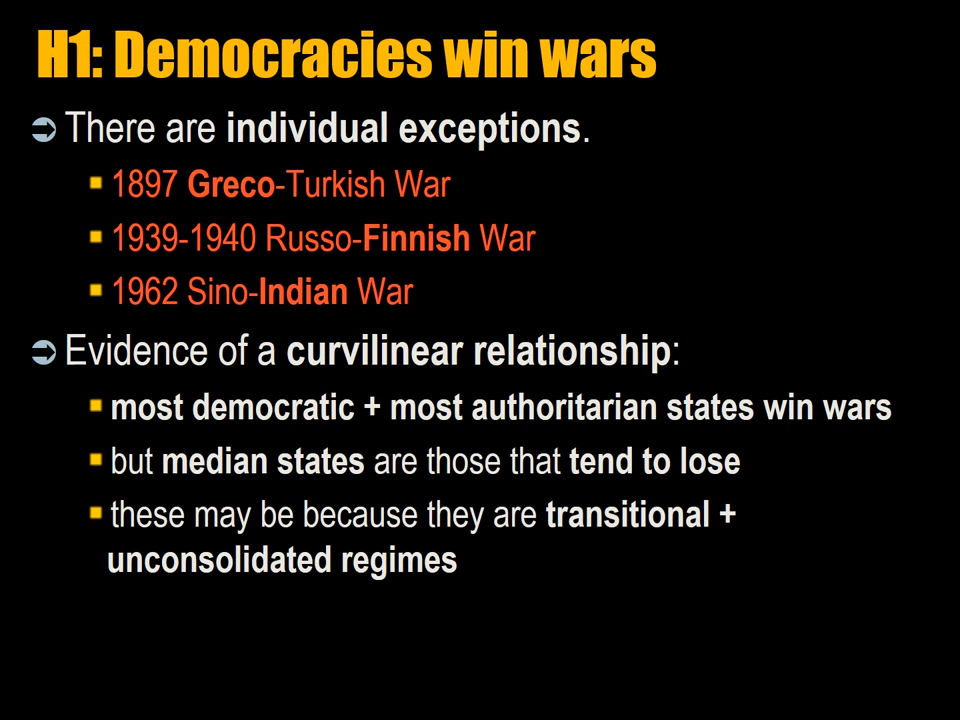 H1: Democracies win wars
There are individual exceptions.
1897 Greco-Turkish War
1939-1940 Russo-Finnish War
1962 Sino-Indian War
Evidence of a curvilinear relationship:
most democratic + most authoritarian states win wars
but median states are those that tend to lose
these may be because they are transitional +
unconsolidated regimes